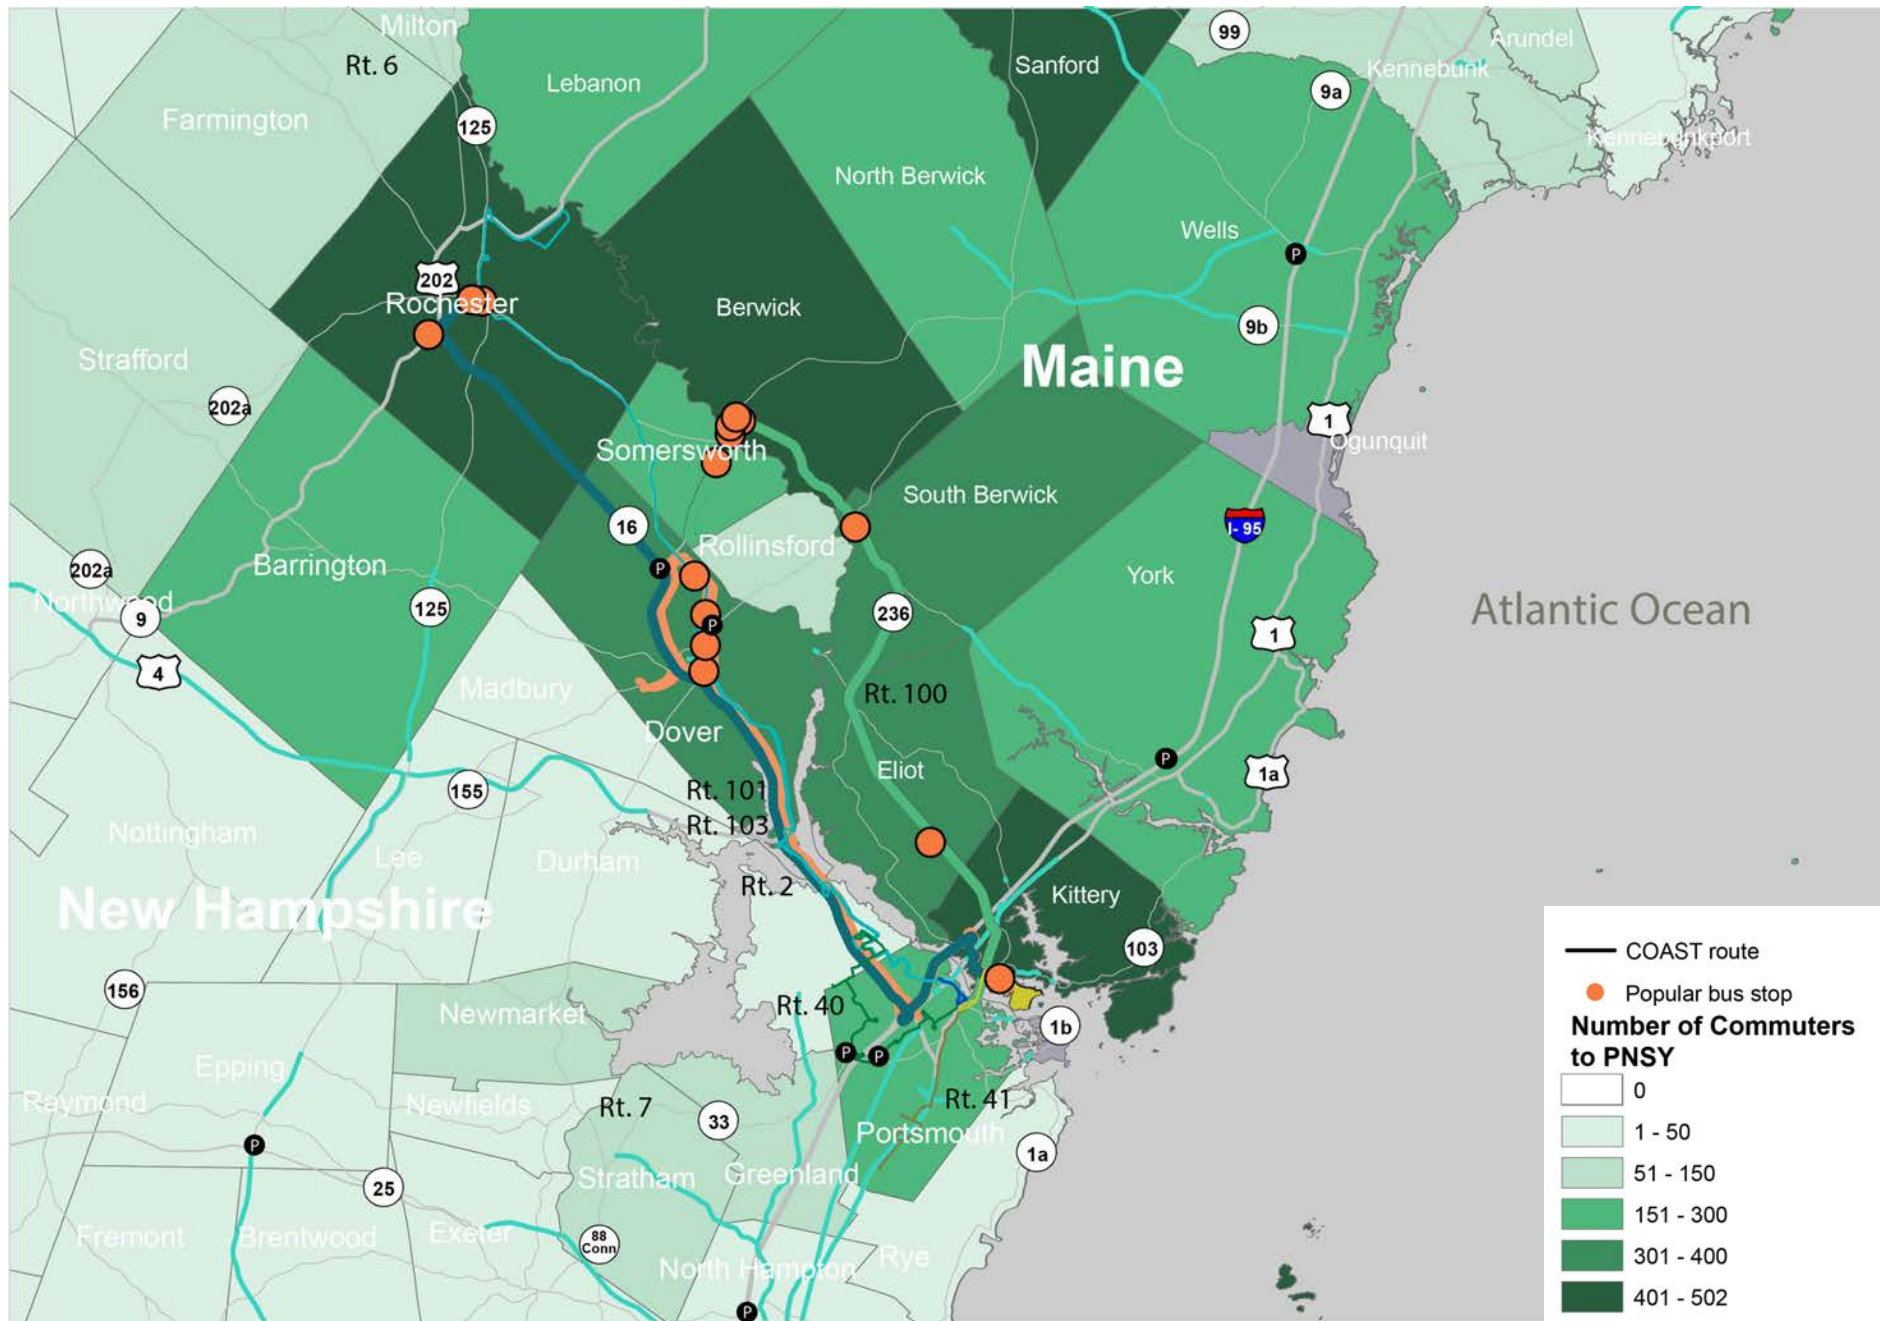 Milton
Rt. 6
Farmington
125
Lebanon
Sanford
99
Arundel
Kennebunk
9a
Kennebunkport
North Berwick
Wells
P
202
Rochester
Berwick
9b
Maine
Strafford
202a
1
Ogunquit
Somersworth
South Berwick
16
I-95
Rollinsford
Barrington
P
York
202a
Northwood
9
125
236
Atlantic Ocean
P
1
4
Madbury
Rt. 100
Dover
Eliot
P
1a
155
Rt. 101
Rt. 103
Nottingham
Lee
Durham
Rt. 2
Kittery
New Hampshire
103
156
Rt. 40
Newmarket
1b
P
P
Epping
Raymond
Newfields
Rt. 7
33
Rt. 41
Portsmouth
P
1a
25
Stratham
Greenland
Fremont
Brentwood
Exeter
88
Conn
North Hampton
Rye
P
COAST route
Popular bus stop
Number of Commuters
to PNSY
0
1 - 50
51 - 150
151 - 300
301 - 400
401 - 502